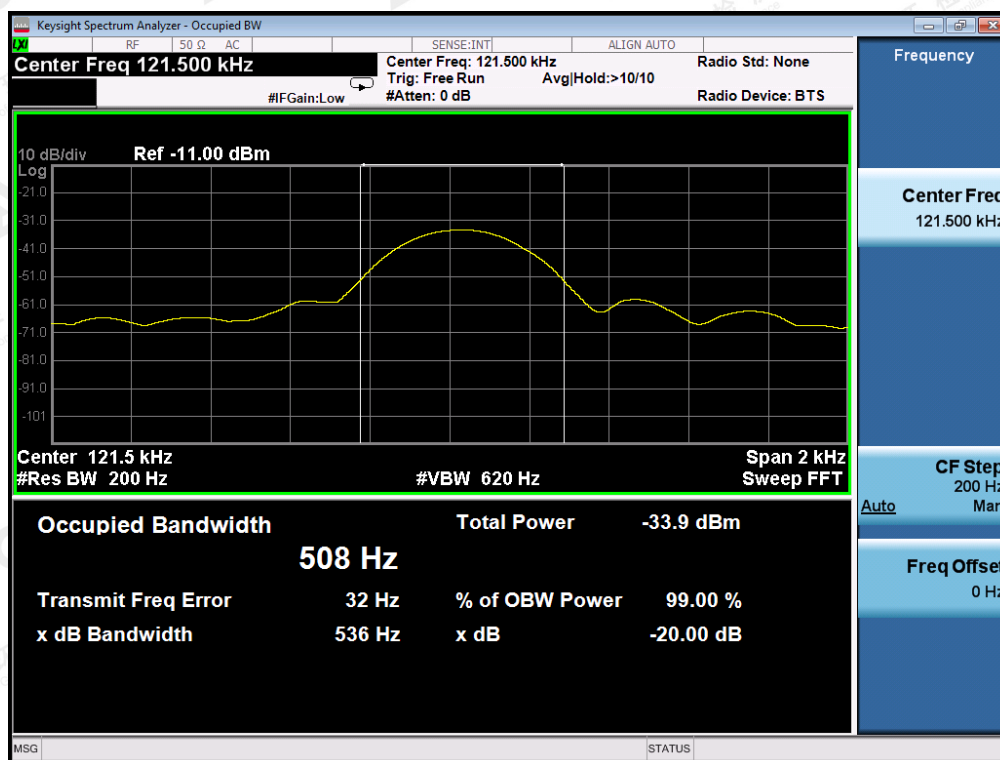 Keysight Spectrum Analyzer - Occupied BW
LXI RF 50 Ω AC SENSE:INT ALIGN AUTO
Center Freq 121.500 kHz
Center Freq: 121.500 kHz Radio Std: None
Trig: Free Run Avg|Hold:>10/10
#IFGain:Low #Atten: 0 dB Radio Device: BTS
10 dB/div Ref -11.00 dBm
Log
-21.0
-31.0
-41.0
-51.0
-61.0
-71.0
-81.0
-91.0
-101
Center 121.5 kHz Span 2 kHz
#Res BW 200 Hz #VBW 620 Hz Sweep FFT
Occupied Bandwidth Total Power -33.9 dBm
508 Hz
Transmit Freq Error 32 Hz % of OBW Power 99.00 %
x dB Bandwidth 536 Hz x dB -20.00 dB
MSG STATUS
Frequency
Center Freq
121.500 kHz
CF Step
200 Hz
Auto Man
Freq Offset
0 Hz